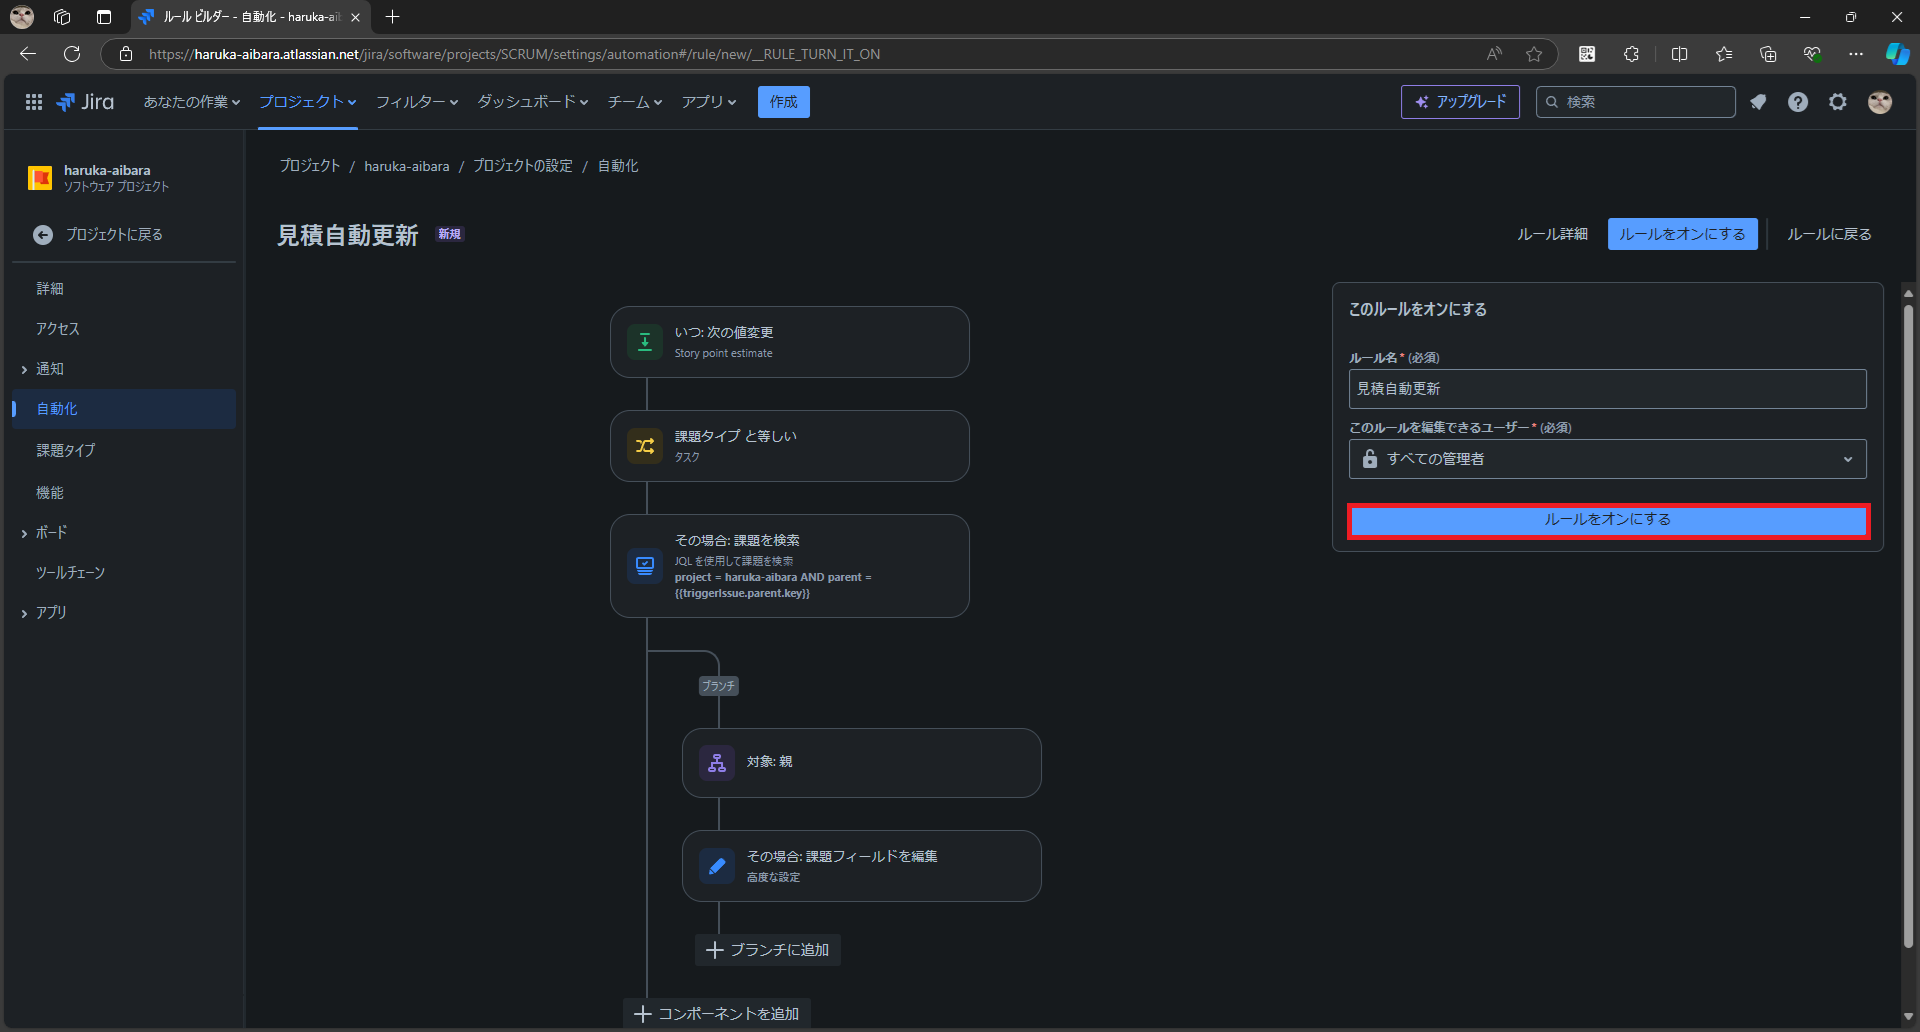 ルール ビルダー - 自動化 - haruka-aib
https://haruka-aibara.atlassian.net/jira/software/projects/SCRUM/settings/automation#/rule/new/__RULE_TURN_IT_ON
Jira
あなたの作業
プロジェクト
フィルター
ダッシュボード
チーム
アプリ
作成
アップグレード
検索
haruka-aibara
ソフトウェア プロジェクト
プロジェクトに戻る
詳細
アクセス
通知
自動化
課題タイプ
機能
ボード
ツールチェーン
アプリ
プロジェクト / haruka-aibara / プロジェクトの設定 / 自動化
見積自動更新 新規
ルール詳細
ルールをオンにする
ルールに戻る
いつ: 次の値変更
Story point estimate
課題タイプ と等しい
タスク
その場合: 課題を検索
JQL を使用して課題を検索
project = haruka-aibara AND parent =
{{triggerIssue.parent.key}}
ブランチ
対象: 親
その場合: 課題フィールドを編集
高度な設定
ブランチに追加
コンポーネントを追加
このルールをオンにする
ルール名 * (必須)
見積自動更新
このルールを編集できるユーザー * (必須)
すべての管理者
ルールをオンにする